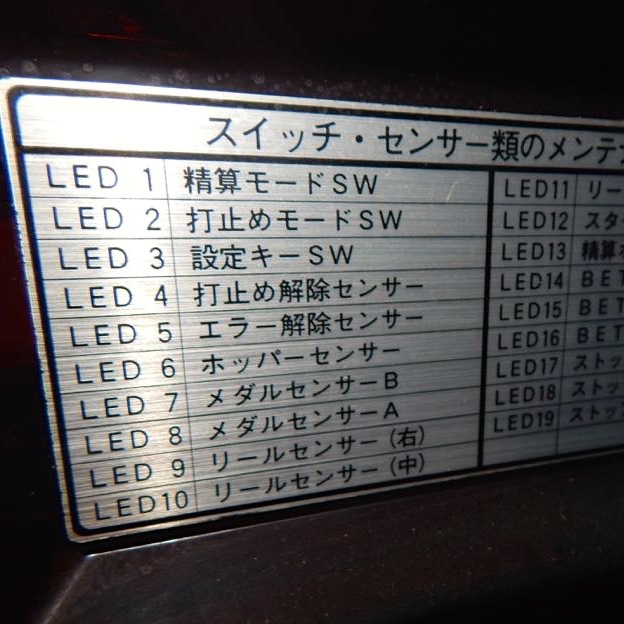 スイッチ・センサー類のメンテ
LED 1 精算モードSW
LED 2 打止めモードSW
LED 3 設定キーSW
LED 4 打止め解除センサー
LED 5 エラー解除センサー
LED 6 ホッパーセンサー
LED 7 メダルセンサーB
LED 8 メダルセンサーA
LED 9 リールセンサー(右)
LED10 リールセンサー(中)
LED11 リー
LED12 スタ
LED13 精算
LED14 BET
LED15 BET
LED16 BET
LED17 ストッ
LED18 ストッ
LED19 ストッ